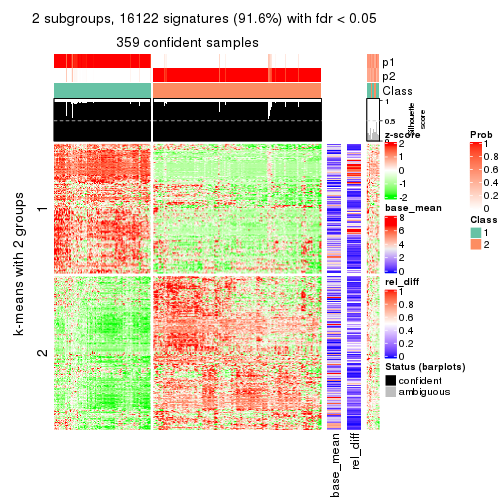 2 subgroups, 16122 signatures (91.6%) with fdr < 0.05
359 confident samples
p1
p2
Class
1
0.5
0
Silhouette
score
k-means with 2 groups
1
2
base_mean
rel_diff
z-score
2
1
0
-1
-2
base_mean
8
6
4
2
0
rel_diff
1
0.8
0.6
0.4
0.2
0
Status (barplots)
confident
ambiguous
Prob
1
0.8
0.6
0.4
0.2
0
Class
1
2